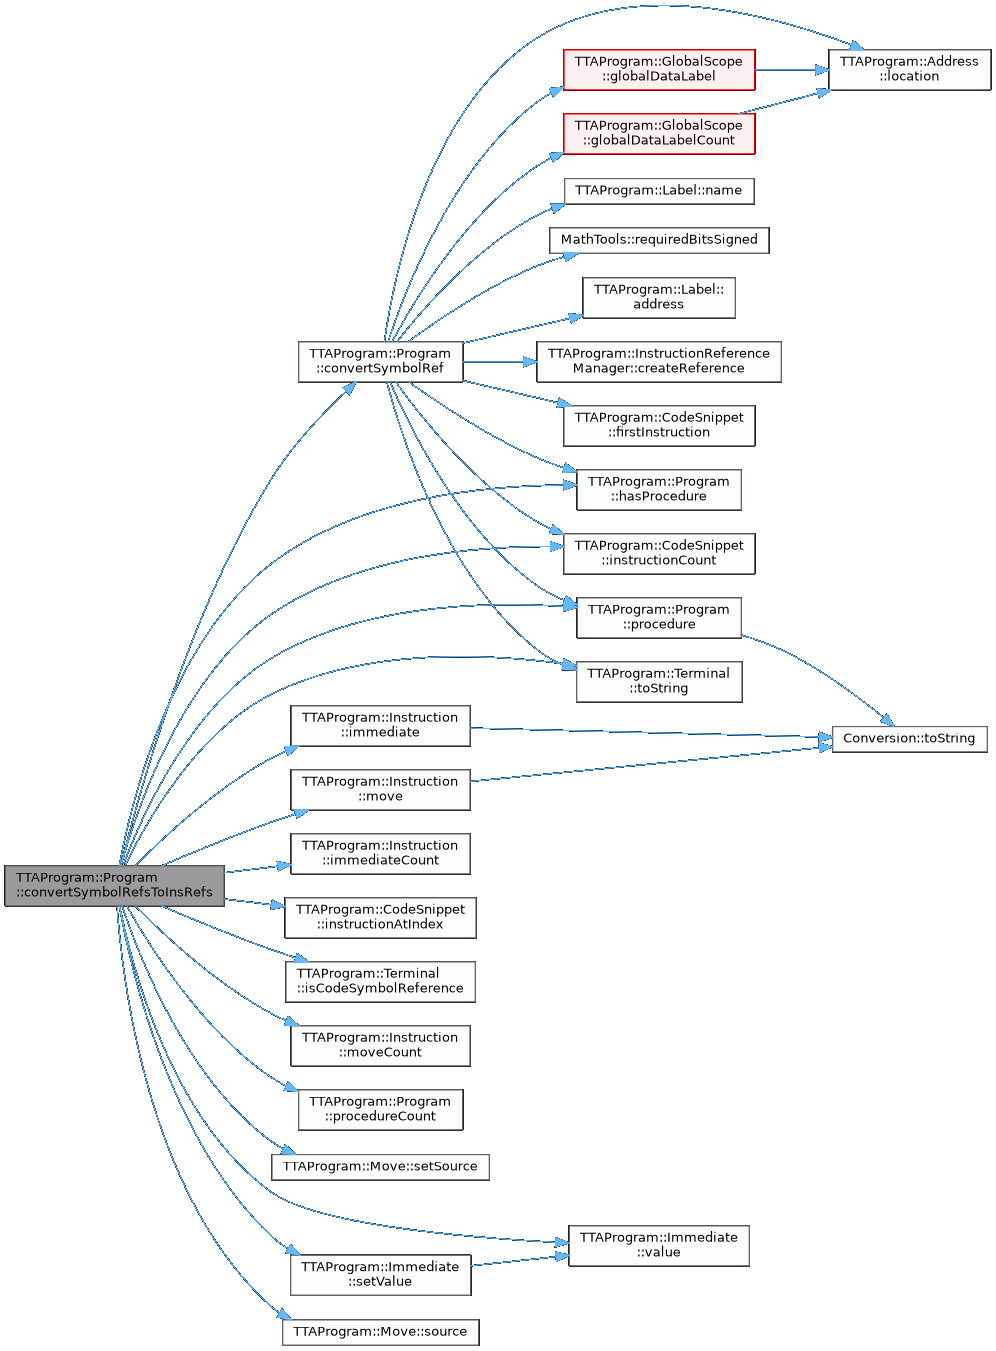 TTAProgram::GlobalScope
::globalDataLabel
TTAProgram::Address
::location
TTAProgram::GlobalScope
::globalDataLabelCount
TTAProgram::Label::name
MathTools::requiredBitsSigned
TTAProgram::Label::
address
TTAProgram::Program
::convertSymbolRef
TTAProgram::InstructionReference
Manager::createReference
TTAProgram::CodeSnippet
::firstInstruction
TTAProgram::Program
::hasProcedure
TTAProgram::CodeSnippet
::instructionCount
TTAProgram::Program
::procedure
TTAProgram::Terminal
::toString
TTAProgram::Instruction
::immediate
Conversion::toString
TTAProgram::Instruction
::move
TTAProgram::Instruction
::immediateCount
TTAProgram::Program
::convertSymbolRefsToInsRefs
TTAProgram::CodeSnippet
::instructionAtIndex
TTAProgram::Terminal
::isCodeSymbolReference
TTAProgram::Instruction
::moveCount
TTAProgram::Program
::procedureCount
TTAProgram::Move::setSource
TTAProgram::Immediate
::value
TTAProgram::Immediate
::setValue
TTAProgram::Move::source